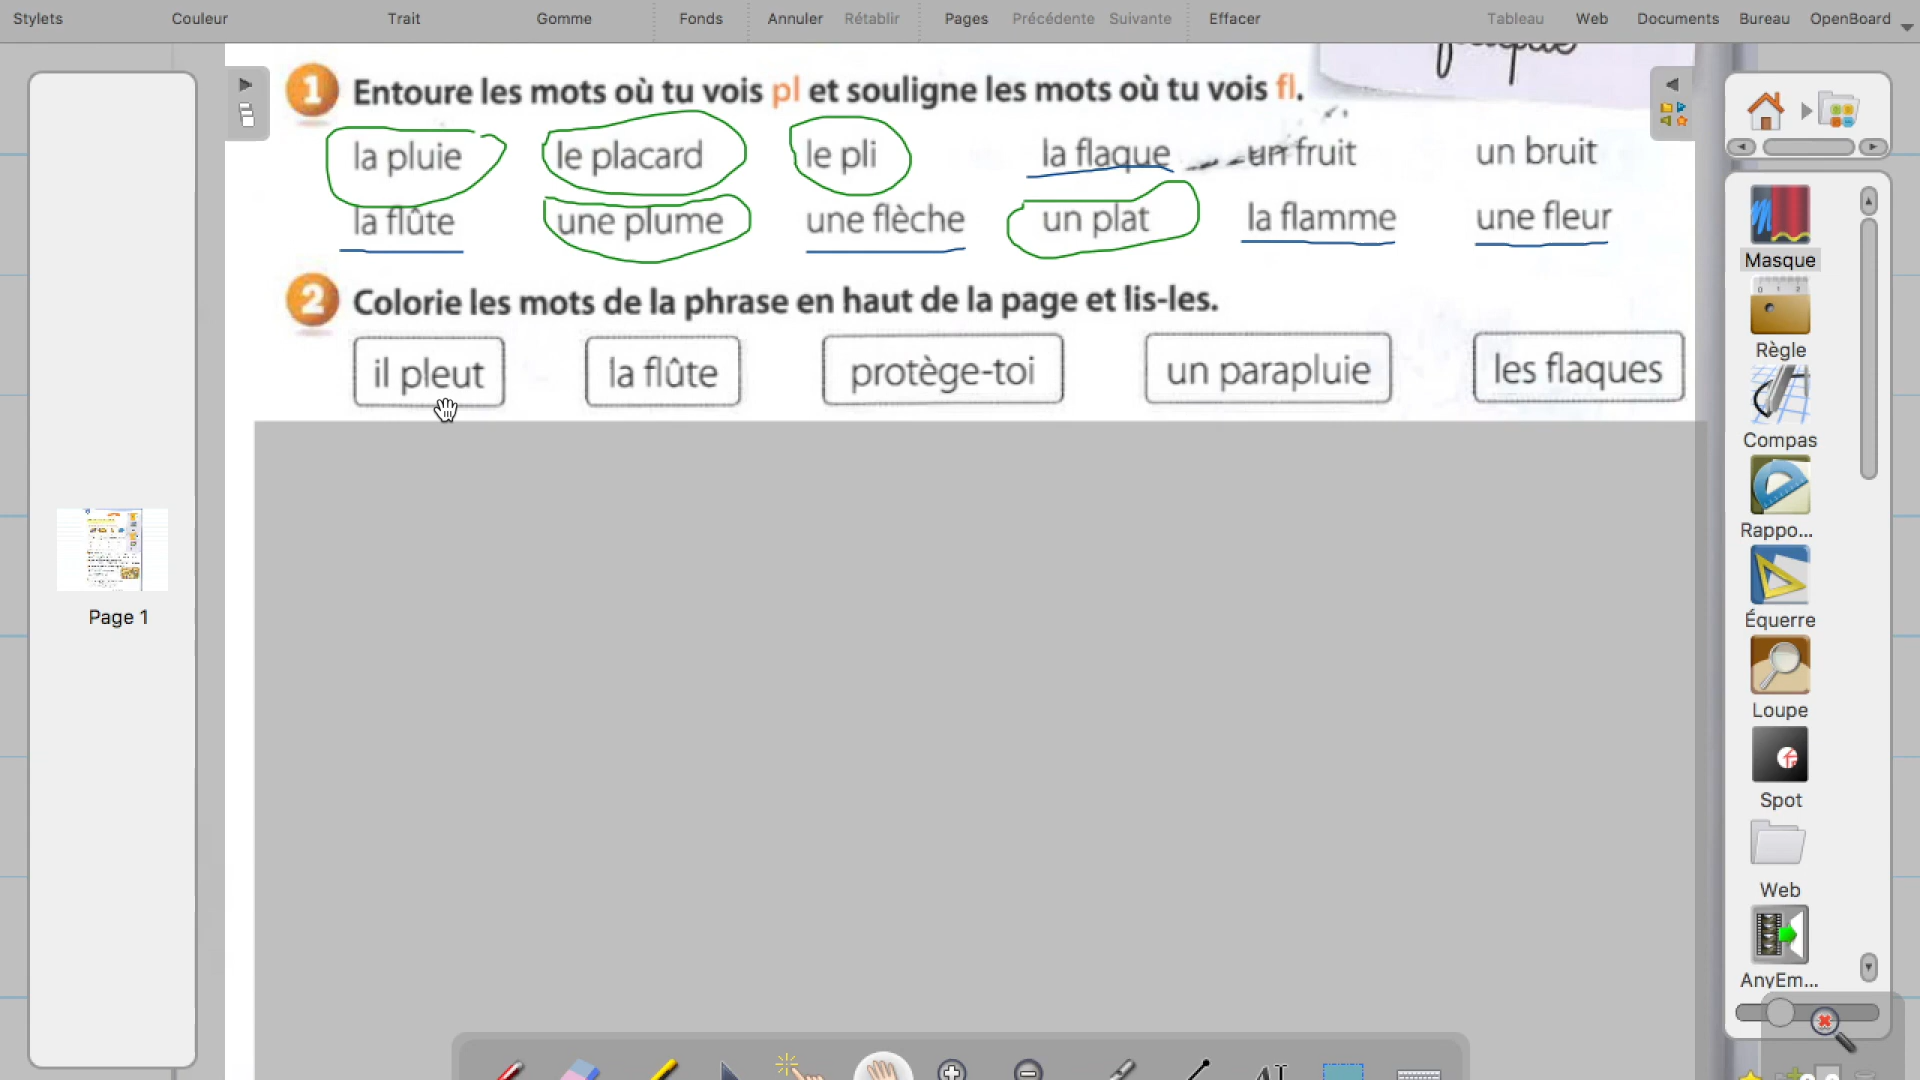 Stylets Couleur Trait Gomme Fonds Annuler Rétablir Pages Précédente Suivante Effacer Tableau Web Documents Bureau OpenBoard
1 Entoure les mots où tu vois pl et souligne les mots où tu vois fl.
la pluie le placard le pli la flaque un fruit un bruit
la flûte une plume une flèche un plat la flamme une fleur
2 Colorie les mots de la phrase en haut de la page et lis-les.
il pleut la flûte protège-toi un parapluie les flaques
Page 1
Masque
Règle
Compas
Rappo...
Équerre
Loupe
Spot
Web
AnyEm...